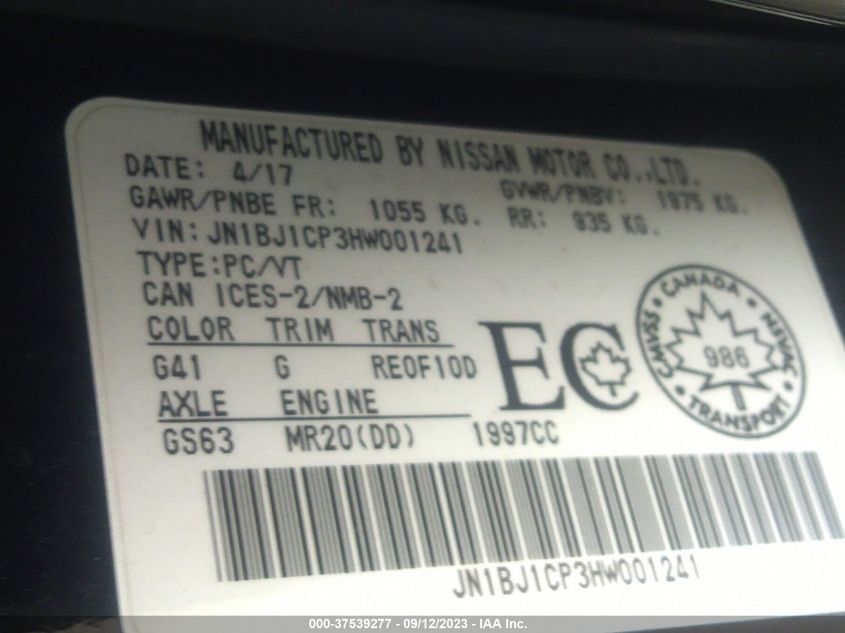 MANUFACTURED BY NISSAN MOTOR CO.,LTD.
DATE: 4/17 GVWR/PNBV: 1975 KG.
GAWR/PNBE FR: 1055 KG. RR: 935 KG.
VIN:JN1BJ1CP3HW001241
TYPE:PC/VT
CAN ICES-2/NMB-2
COLOR TRIM TRANS
G41 G RE0F10D
AXLE ENGINE
GS63 MR20(DD) 1997CC
EC
CANADA
CMVSS NSVAC
986
TRANSPORT
JN1BJ1CP3HW001241
000-37539277 - 09/12/2023 - IAA Inc.